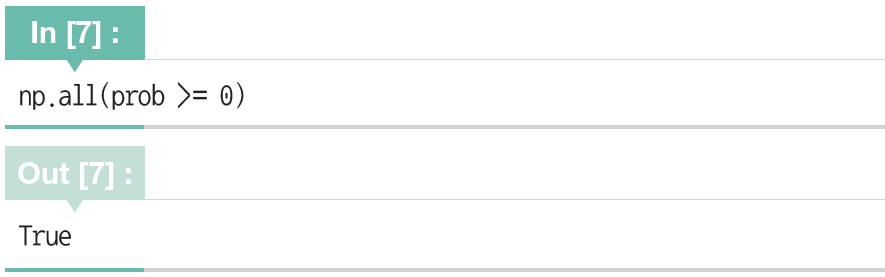 In [7] :
np.all(prob >= 0)
Out [7] :
True